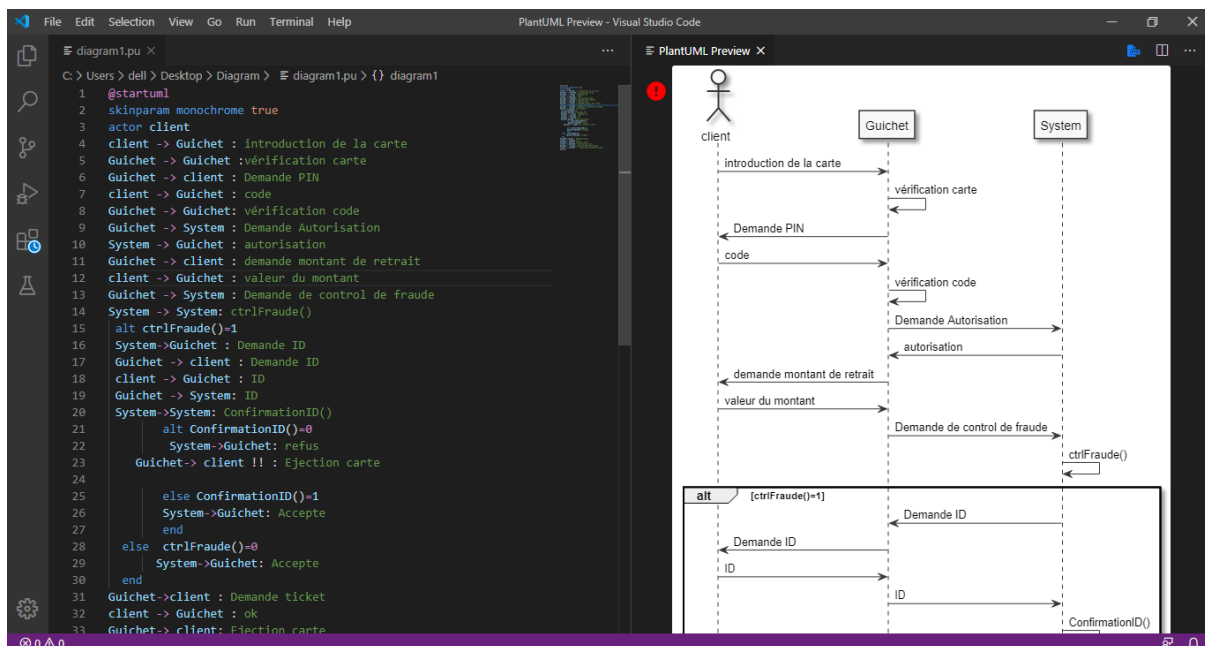 File Edit Selection View Go Run Terminal Help
PlantUML Preview - Visual Studio Code
diagram1.pu
C: > Users > dell > Desktop > Diagram > diagram1.pu > {} diagram1
1 @startuml
2 skinparam monochrome true
3 actor client
4 client -> Guichet : introduction de la carte
5 Guichet -> Guichet :vérification carte
6 Guichet -> client : Demande PIN
7 client -> Guichet : code
8 Guichet -> Guichet: vérification code
9 Guichet -> System : Demande Autorisation
10 System -> Guichet : autorisation
11 Guichet -> client : demande montant de retrait
12 client -> Guichet : valeur du montant
13 Guichet -> System : Demande de control de fraude
14 System -> System: ctrlFraude()
15 alt ctrlFraude()=1
16 System->Guichet : Demande ID
17 Guichet -> client : Demande ID
18 client -> Guichet : ID
19 Guichet -> System: ID
20 System->System: ConfirmationID()
21 alt ConfirmationID()=0
22 System->Guichet: refus
23 Guichet-> client !! : Ejection carte
24
25 else ConfirmationID()=1
26 System->Guichet: Accepte
27 end
28 else ctrlFraude()=0
29 System->Guichet: Accepte
30 end
31 Guichet->client : Demande ticket
32 client -> Guichet : ok
33 Guichet-> client: Ejection carte
0 0
PlantUML Preview
client
Guichet
System
introduction de la carte
vérification carte
Demande PIN
code
vérification code
Demande Autorisation
autorisation
demande montant de retrait
valeur du montant
Demande de control de fraude
ctrlFraude()
alt [ctrlFraude()=1]
Demande ID
Demande ID
ID
ID
ConfirmationID()